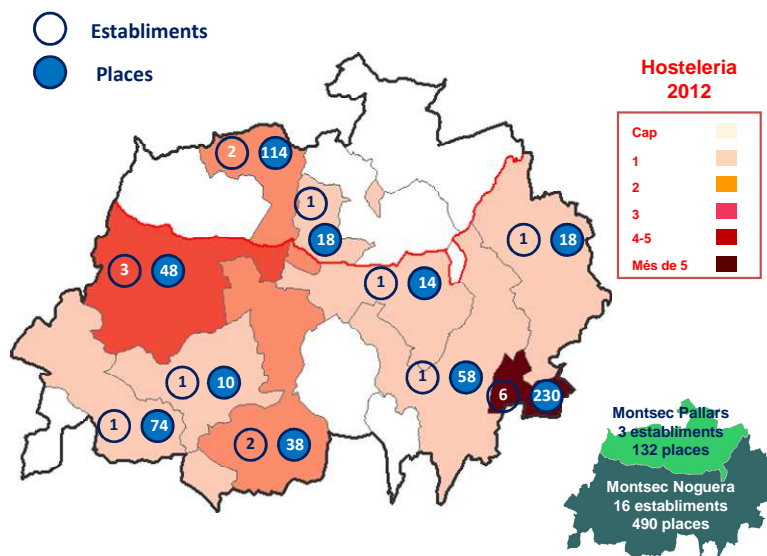 Establiments
Places
Hosteleria
2012
Cap
1
2
3
4-5
Més de 5
2
114
1
18
3
48
1
18
1
14
1
10
1
58
6
230
1
74
2
38
Montsec Pallars
3 establiments
132 places
Montsec Noguera
16 establiments
490 places